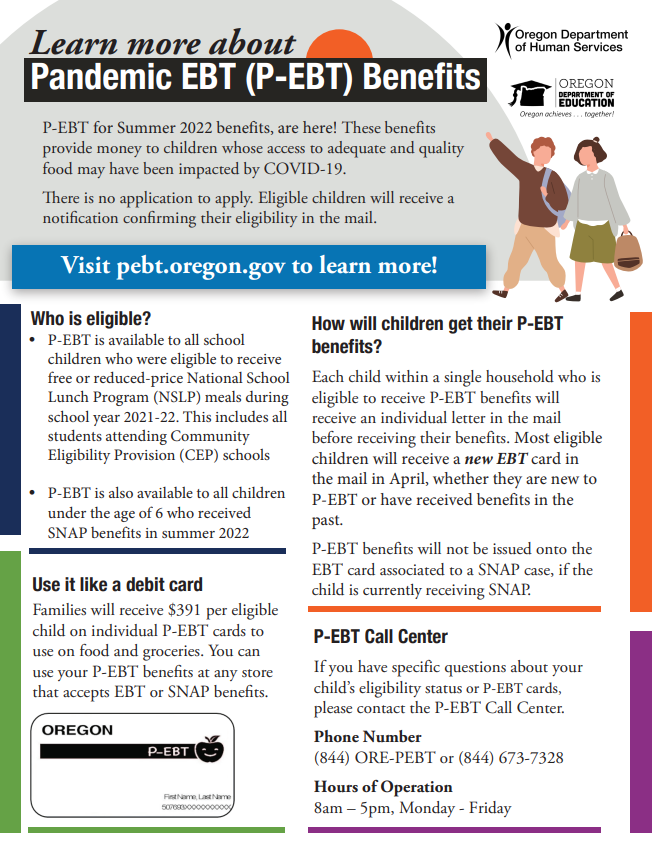 Learn more about
Pandemic EBT (P-EBT) Benefits
Oregon Department
of Human Services
OREGON
DEPARTMENT OF
EDUCATION
Oregon achieves . . . together!
P-EBT for Summer 2022 benefits, are here! These benefits
provide money to children whose access to adequate and quality
food may have been impacted by COVID-19.
There is no application to apply. Eligible children will receive a
notification confirming their eligibility in the mail.
Visit pebt.oregon.gov to learn more!
Who is eligible?
• P-EBT is available to all school
children who were eligible to receive
free or reduced-price National School
Lunch Program (NSLP) meals during
school year 2021-22. This includes all
students attending Community
Eligibility Provision (CEP) schools
• P-EBT is also available to all children
under the age of 6 who received
SNAP benefits in summer 2022
Use it like a debit card
Families will receive $391 per eligible
child on individual P-EBT cards to
use on food and groceries. You can
use your P-EBT benefits at any store
that accepts EBT or SNAP benefits.
OREGON
P-EBT
First Name, Last Name
507693XXXXXXXXXX
How will children get their P-EBT
benefits?
Each child within a single household who is
eligible to receive P-EBT benefits will
receive an individual letter in the mail
before receiving their benefits. Most eligible
children will receive a new EBT card in
the mail in April, whether they are new to
P-EBT or have received benefits in the
past.
P-EBT benefits will not be issued onto the
EBT card associated to a SNAP case, if the
child is currently receiving SNAP.
P-EBT Call Center
If you have specific questions about your
child's eligibility status or P-EBT cards,
please contact the P-EBT Call Center.
Phone Number
(844) ORE-PEBT or (844) 673-7328
Hours of Operation
8am – 5pm, Monday - Friday